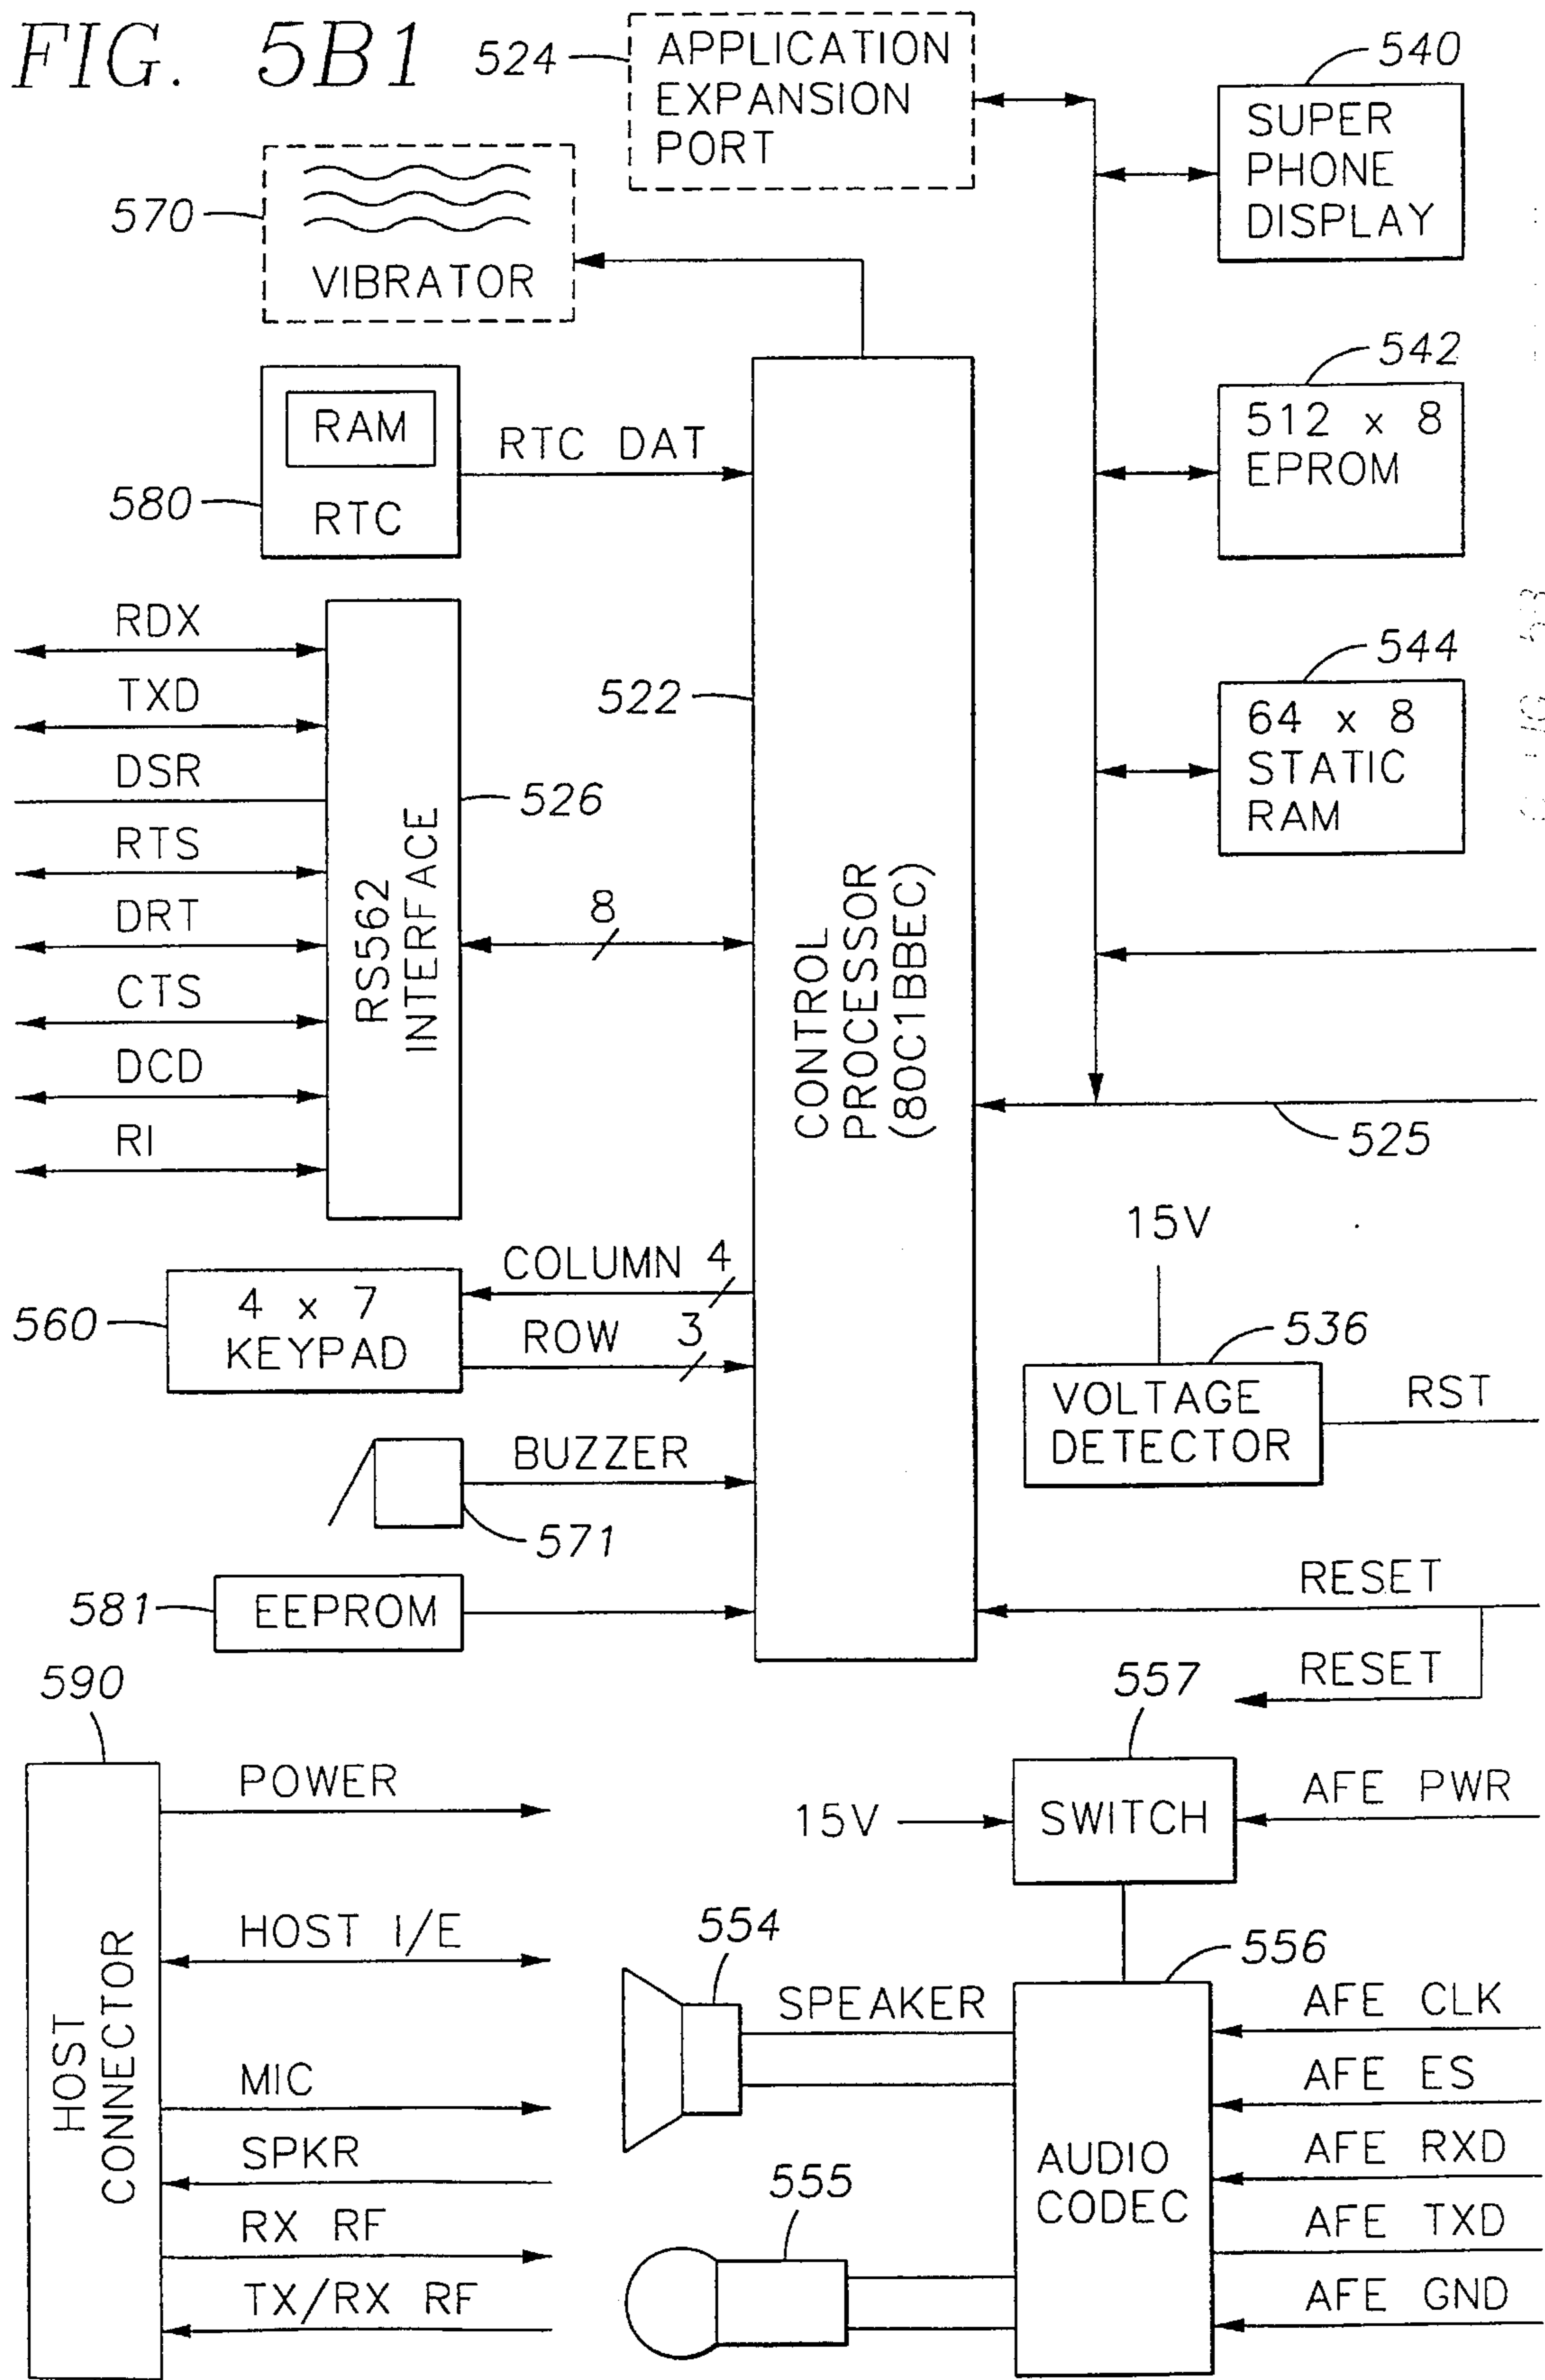 FIG. 5B1
524
APPLICATION
EXPANSION
PORT
540
SUPER
PHONE
DISPLAY
570
VIBRATOR
542
512 x 8
EPROM
RAM
RTC
580
RTC DAT
544
64 x 8
STATIC
RAM
RDX
TXD
DSR
RTS
DRT
CTS
DCD
RI
RS562
INTERFACE
526
8
522
CONTROL
PROCESSOR
(80C1BBEC)
525
560
4 x 7
KEYPAD
COLUMN 4
ROW 3
15V
536
VOLTAGE
DETECTOR
RST
BUZZER
571
581
EEPROM
RESET
RESET
590
HOST
CONNECTOR
POWER
HOST I/E
MIC
SPKR
RX RF
TX/RX RF
557
15V
SWITCH
AFE PWR
554
SPEAKER
556
555
AUDIO
CODEC
AFE CLK
AFE ES
AFE RXD
AFE TXD
AFE GND